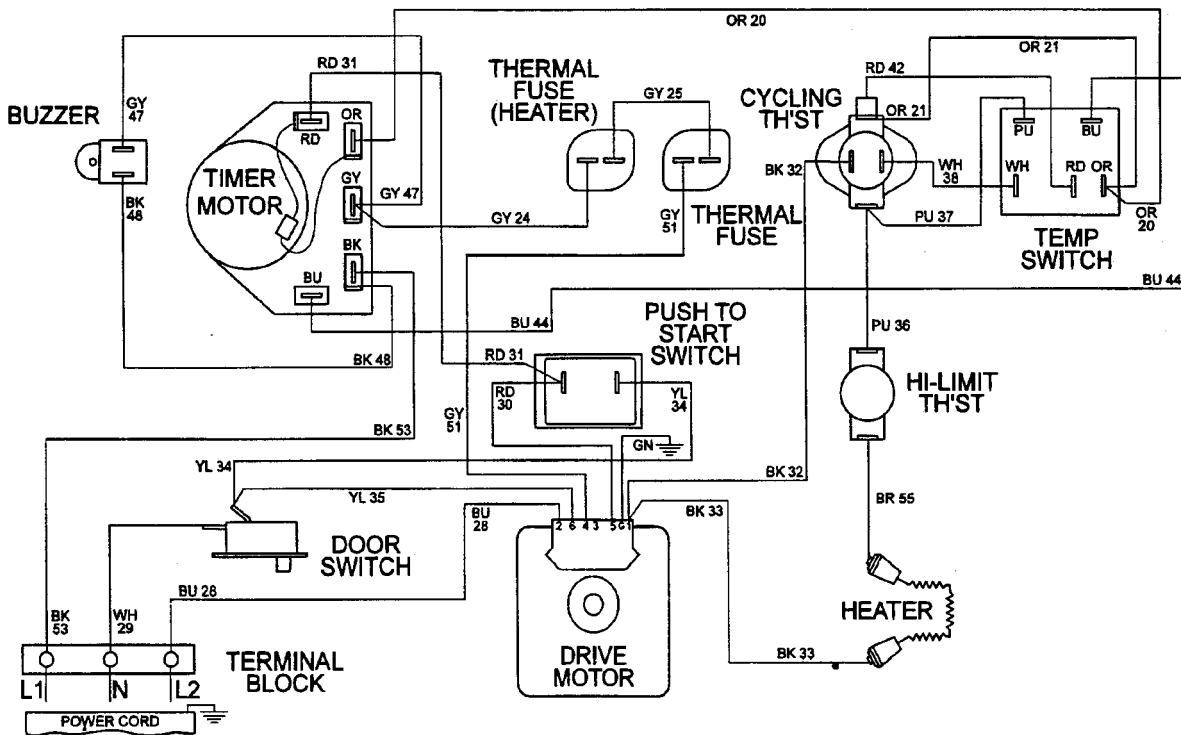 OR 20
RD 31
THERMAL
FUSE
(HEATER)
GY 25
CYCLING
TH'ST
RD 42
OR 21
OR 21
BUZZER
GY
47
RD
OR
PU
BU
TIMER
MOTOR
GY
GY 47
BK 32
WH
38
WH
RD
OR
BK
48
GY 24
GY
51
THERMAL
FUSE
PU 37
OR
20
BK
TEMP
SWITCH
BU
BU 44
BU 44
PUSH TO
START
SWITCH
PU 36
BK 48
RD 31
RD
30
YL
34
HI-LIMIT
TH'ST
GY
51
BK 53
GN
YL 34
BK 32
YL 35
BU
28
BK 33
BR 55
2 6 4 3 5 G 1
DOOR
SWITCH
BU 28
HEATER
BK
53
WH
29
DRIVE
MOTOR
BK 33
TERMINAL
BLOCK
L1
N
L2
POWER CORD